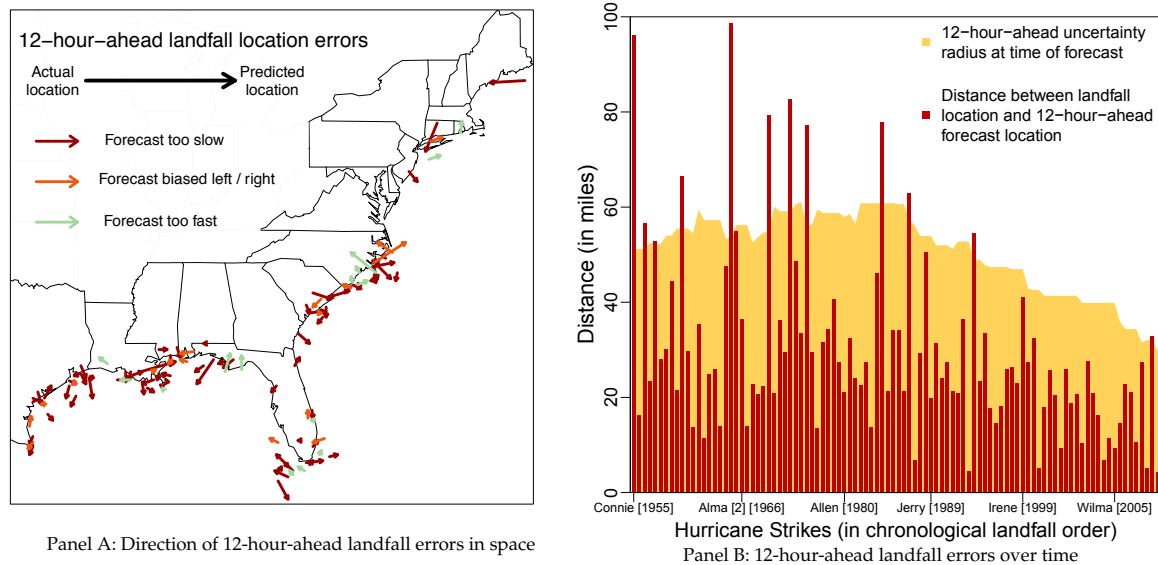 12−hour−ahead landfall location errors
Actual
location
Predicted
location
Forecast too slow
Forecast biased left / right
Forecast too fast
Panel A: Direction of 12-hour-ahead landfall errors in space
100
80
60
40
20
0
Distance (in miles)
12−hour−ahead uncertainty
radius at time of forecast
Distance between landfall
location and 12−hour−ahead
forecast location
Connie [1955]
Alma [2] [1966]
Allen [1980]
Jerry [1989]
Irene [1999]
Wilma [2005]
Hurricane Strikes (in chronological landfall order)
Panel B: 12-hour-ahead landfall errors over time